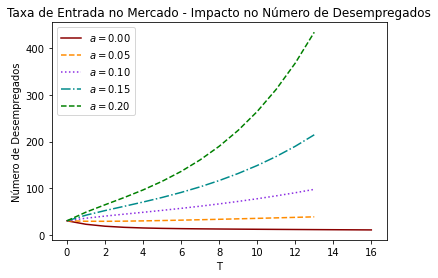 Taxa de Entrada no Mercado - Impacto no Número de Desempregados
a = 0.00
a = 0.05
a = 0.10
a = 0.15
a = 0.20
Número de Desempregados
400
300
200
100
0
0 2 4 6 8 10 12 14 16
T